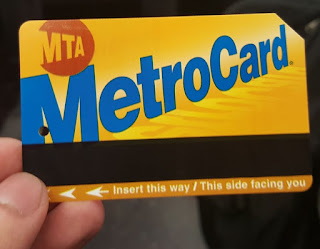 MTA
MetroCard®
Insert this way / This side facing you